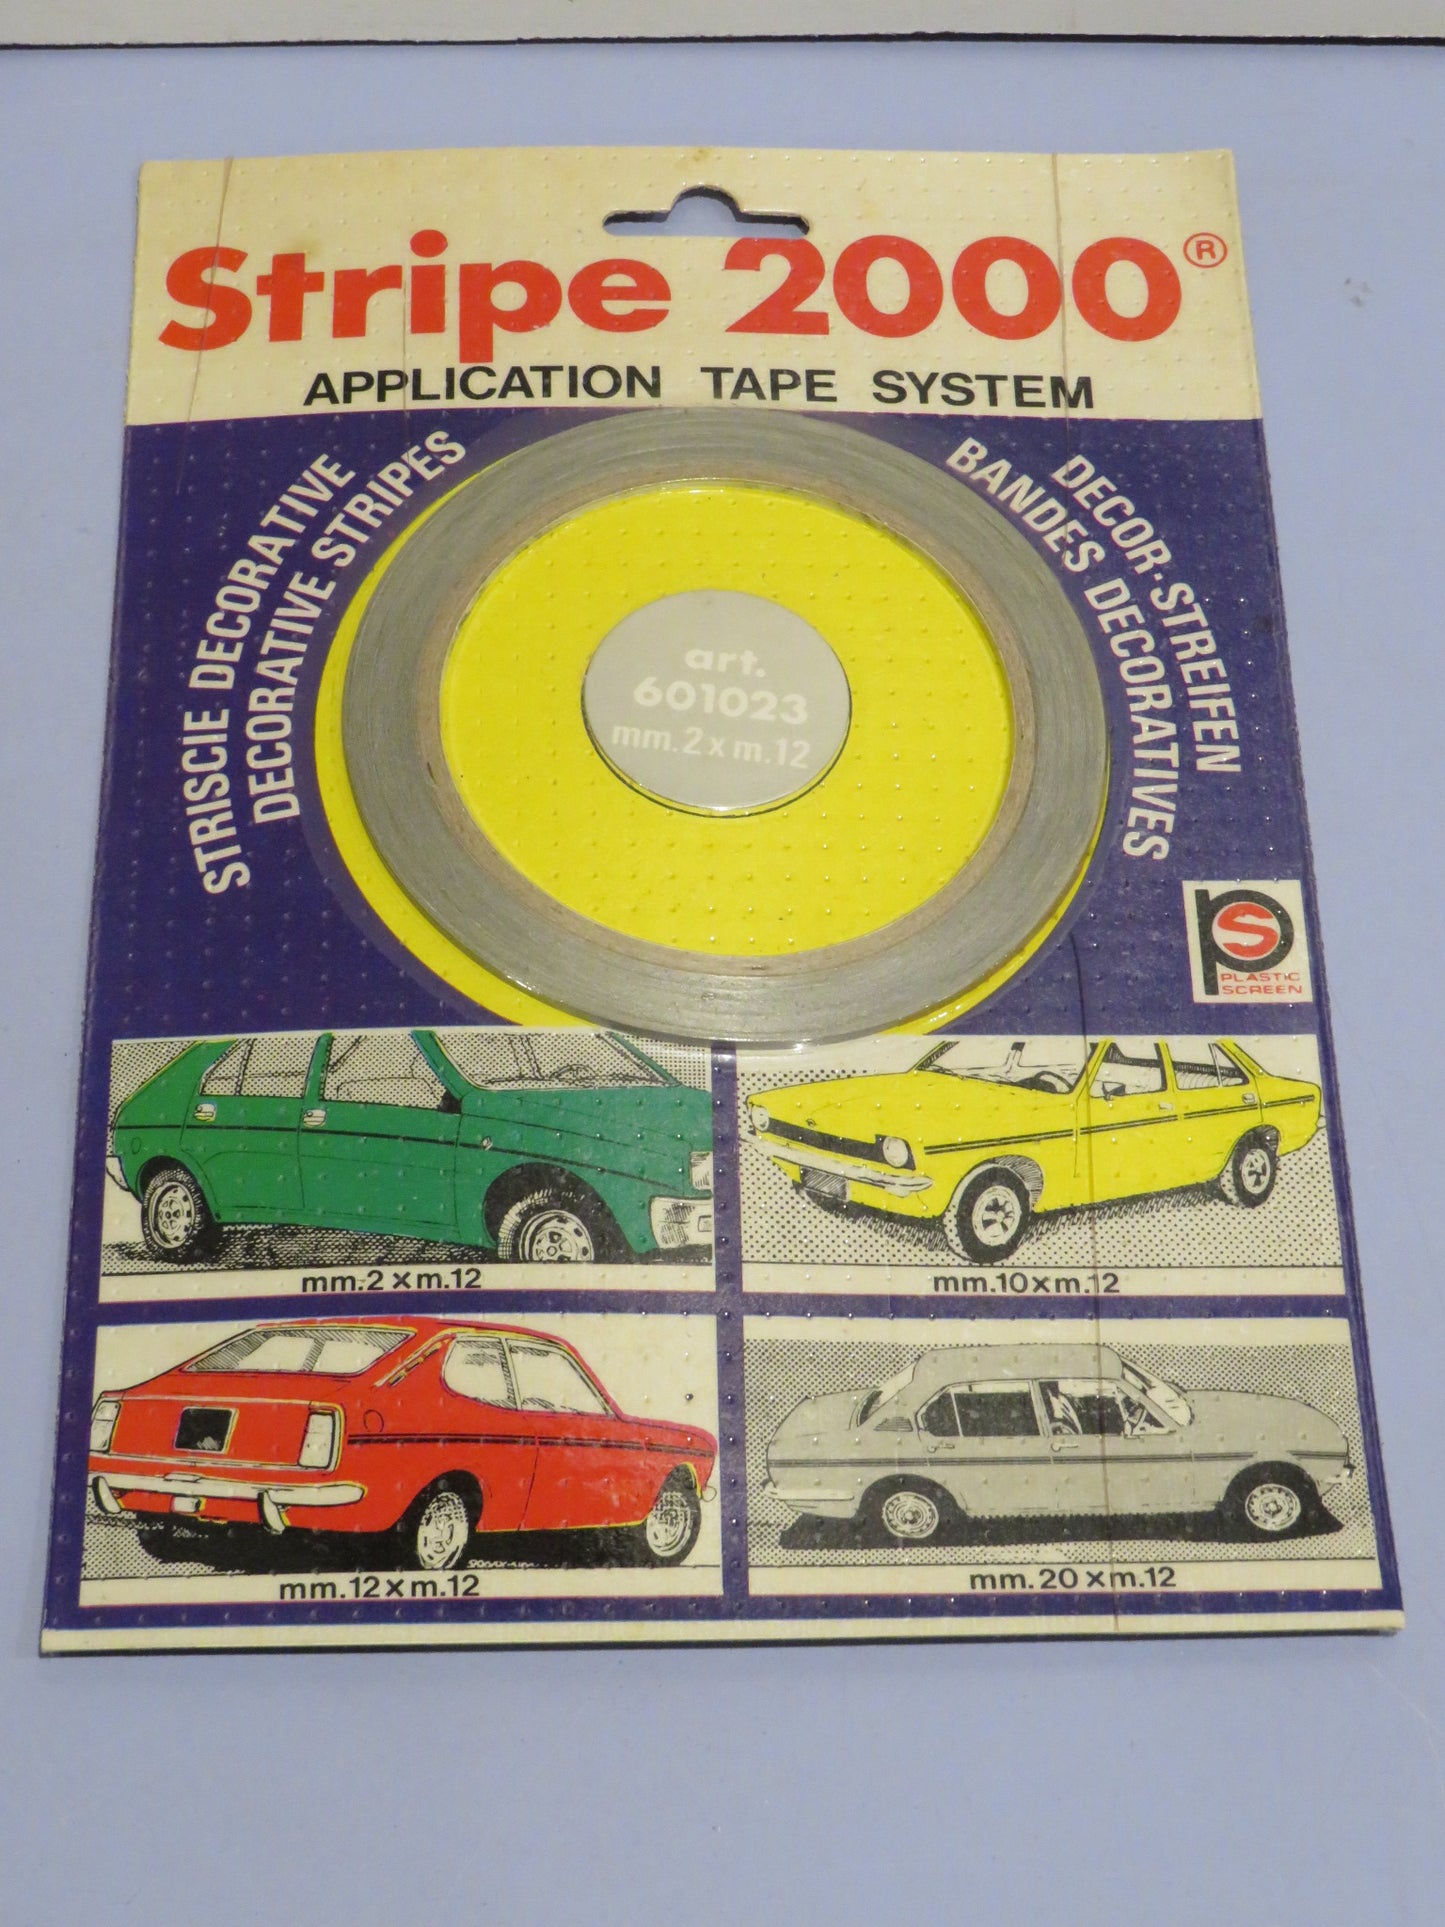 Stripe 2000®
APPLICATION TAPE SYSTEM
STRISCIE DECORATIVE
DECORATIVE STRIPES
DECOR-STREIFEN
BANDES DECORATIVES
art.
601023
mm.2 x m.12
PS
PLASTIC
SCREEN
mm.2 x m.12
mm.10 x m.12
mm.12 x m.12
mm.20 x m.12